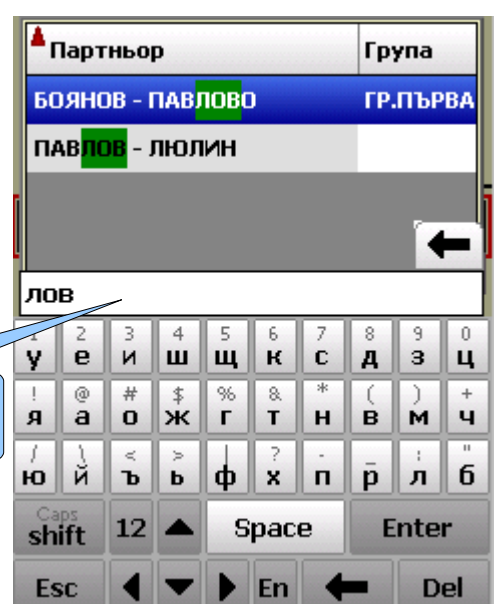 Партньор Група
БОЯНОВ - ПАВЛОВО ГР.ПЪРВА
ПАВЛОВ - ЛЮЛИН
лов
1 2 3 4 5 6 7 8 9 0
у е и ш щ к с д з ц
! @ # $ % & * ( ) +
я а о ж г т н в м ч
/ \ < > | ? - _ : "
ю й ъ ь ф х п р л б
Caps
shift 12 Space Enter
Esc En Del